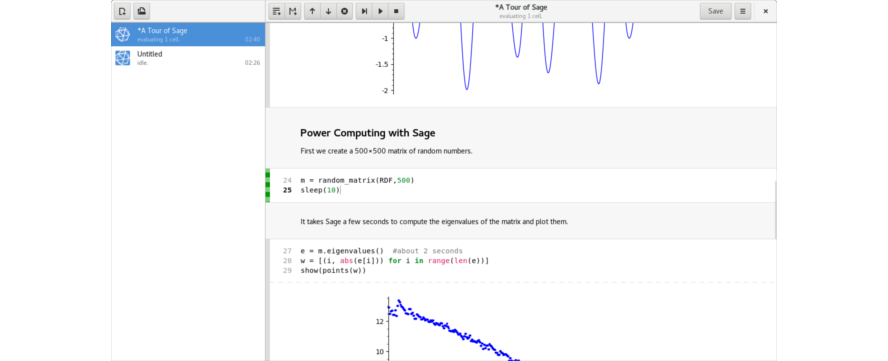 *A Tour of Sage
evaluating 1 cell.
02:40
Untitled
idle.
02:26
*A Tour of Sage
evaluating 1 cell.
Save
-1
-1.5
-2
Power Computing with Sage
First we create a 500×500 matrix of random numbers.
24 m = random_matrix(RDF,500)
25 sleep(10)
It takes Sage a few seconds to compute the eigenvalues of the matrix and plot them.
27 e = m.eigenvalues()  #about 2 seconds
28 w = [(i, abs(e[i])) for i in range(len(e))]
29 show(points(w))
12
10